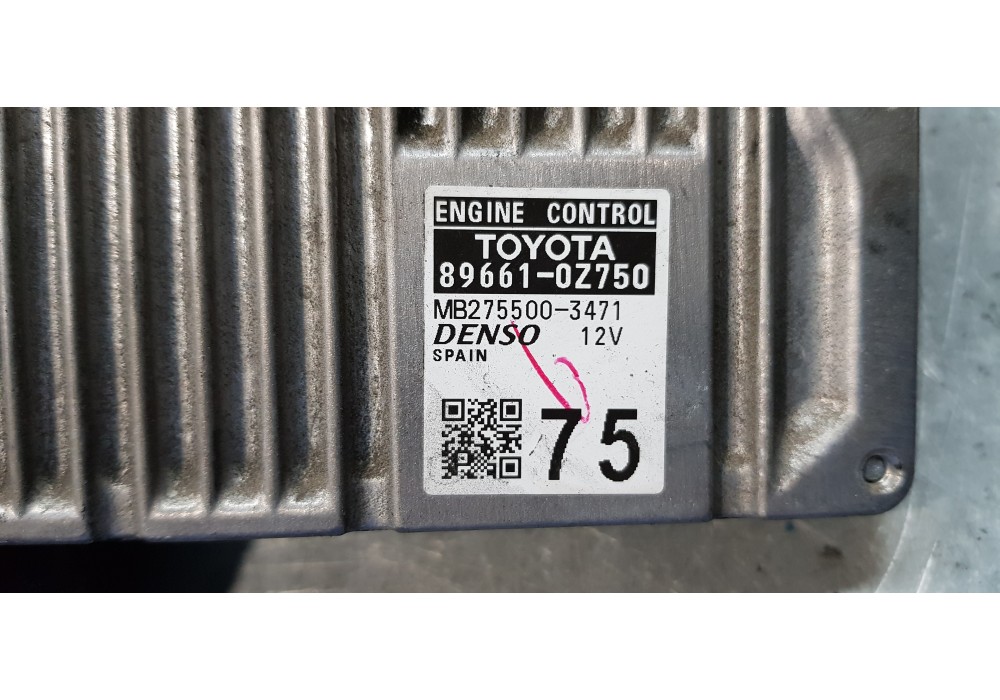 ENGINE CONTROL
TOYOTA
89661-0Z750
MB275500-3471
DENSO 12V
SPAIN
75